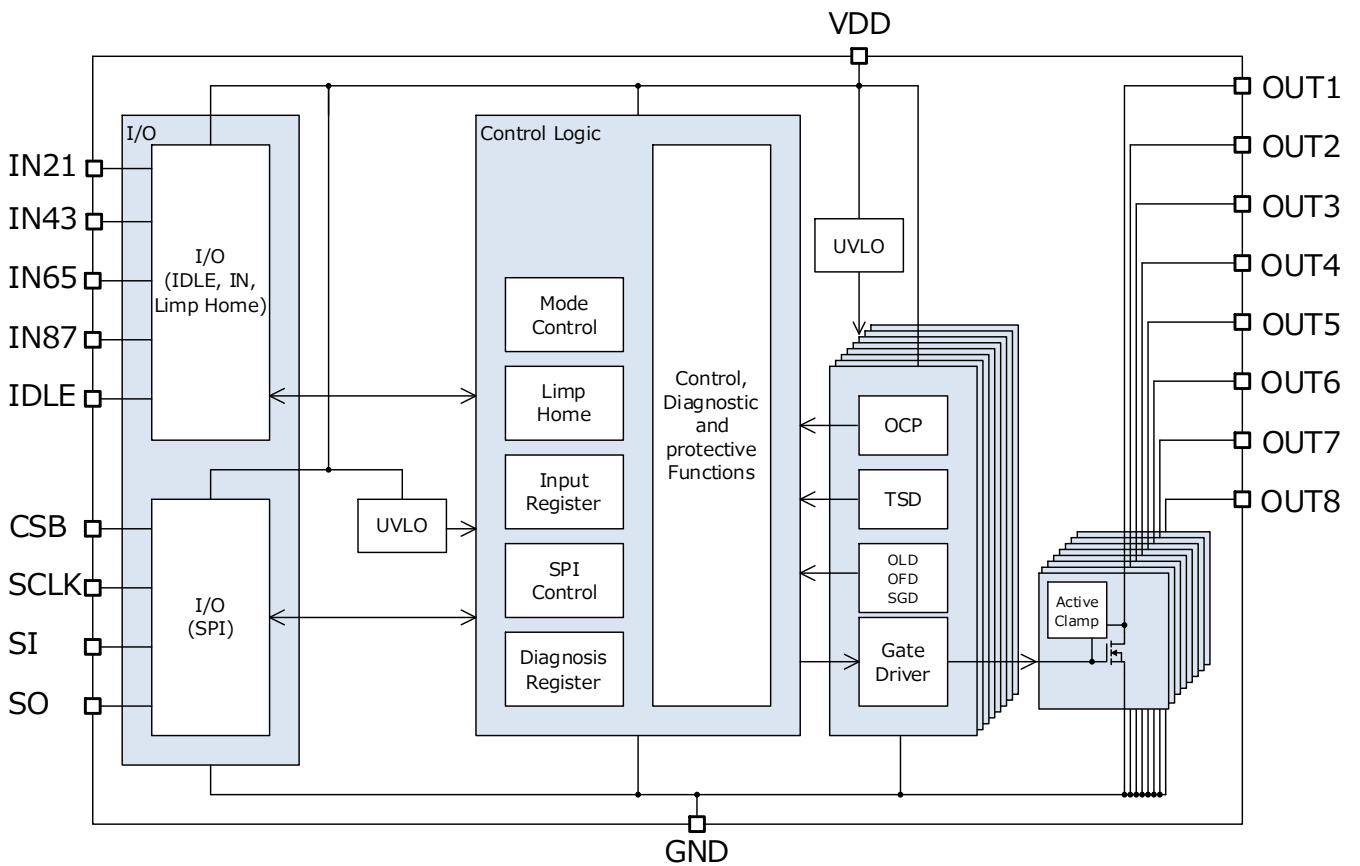 VDD
OUT1
OUT2
OUT3
OUT4
OUT5
OUT6
OUT7
OUT8
IN21
IN43
IN65
IN87
IDLE
CSB
SCLK
SI
SO
I/O
I/O
(IDLE, IN,
Limp Home)
I/O
(SPI)
UVLO
Control Logic
Mode
Control
Limp
Home
Input
Register
SPI
Control
Diagnosis
Register
Control,
Diagnostic
and
protective
Functions
UVLO
OCP
TSD
OLD
OFD
SGD
Gate
Driver
Active
Clamp
GND